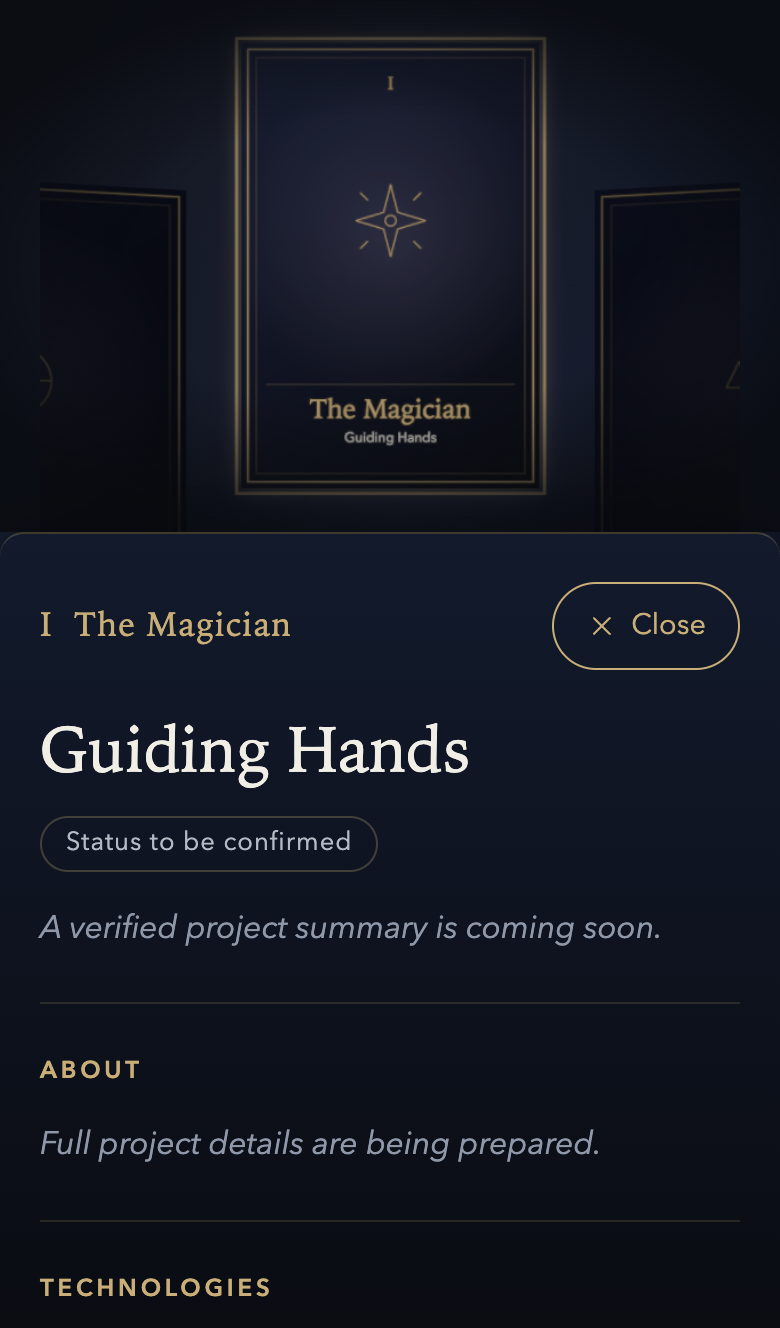 I
The Magician
Guiding Hands
I The Magician
× Close
Guiding Hands
Status to be confirmed
A verified project summary is coming soon.
ABOUT
Full project details are being prepared.
TECHNOLOGIES